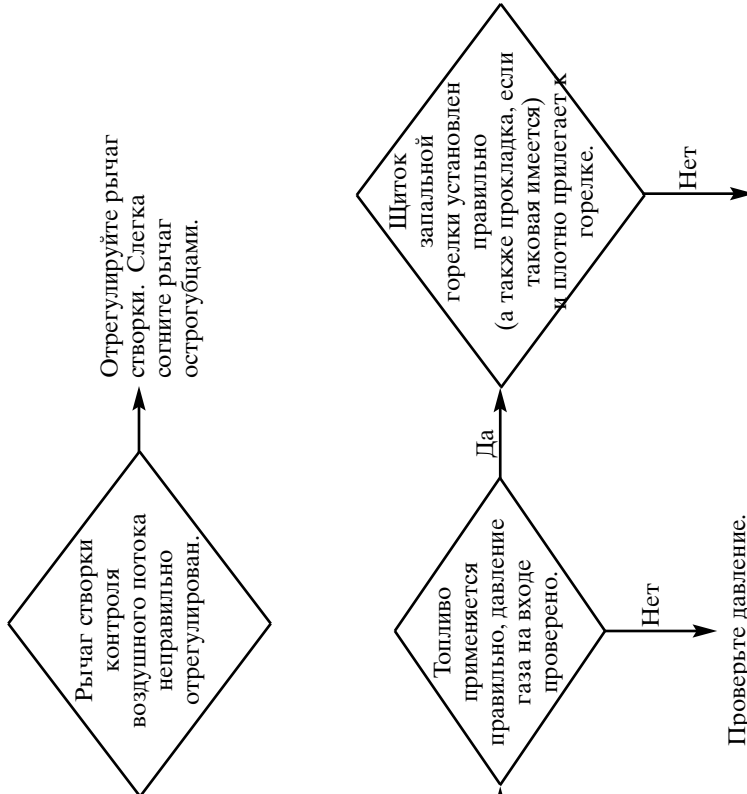 Рычаг створки
контроля
воздушного потока
неправильно
отрегулирован.
Отрегулируйте рычаг
створки. Слегка
согните рычаг
острогубцами.
Топливо
применяется
правильно, давление
газа на входе
проверено.
Да
Нет
Проверьте давление.
Щиток
запальной
горелки установлен
правильно
(а также прокладка, если
таковая имеется)
и плотно прилегает к
горелке.
Нет